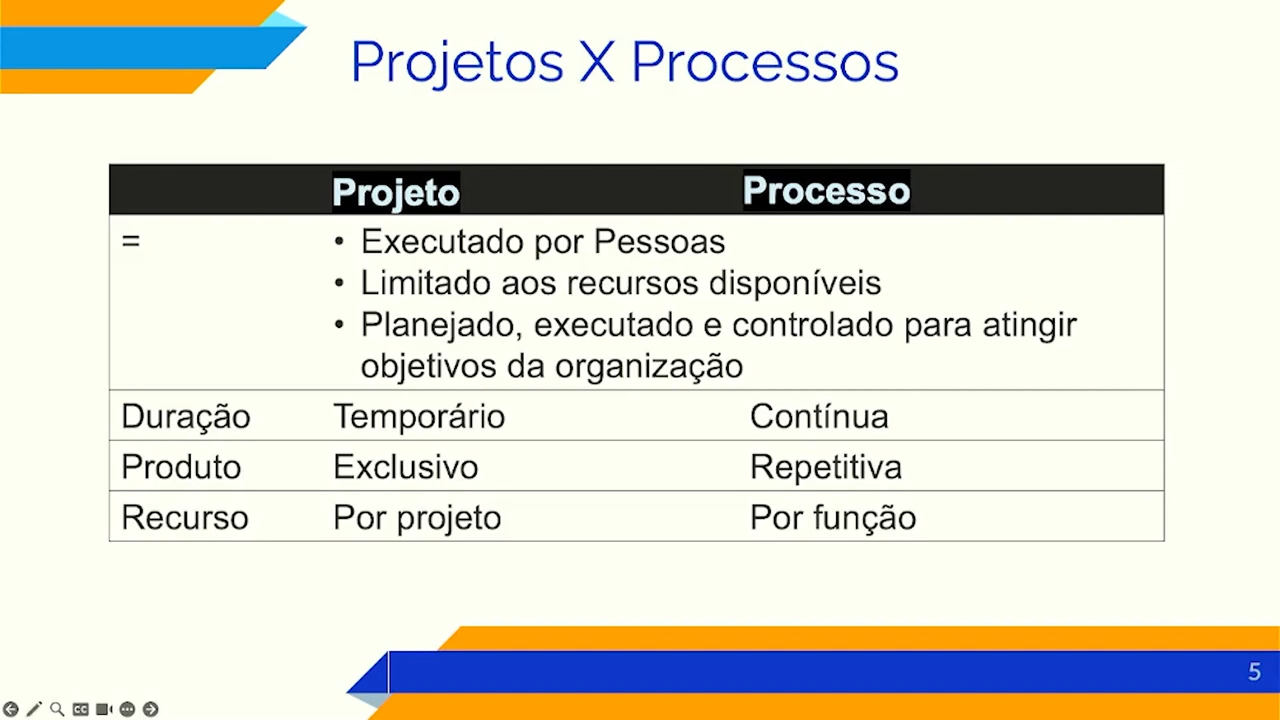 Projetos X Processos
Projeto Processo
= • Executado por Pessoas
• Limitado aos recursos disponíveis
• Planejado, executado e controlado para atingir
objetivos da organização
Duração Temporário Contínua
Produto Exclusivo Repetitiva
Recurso Por projeto Por função
5
CC